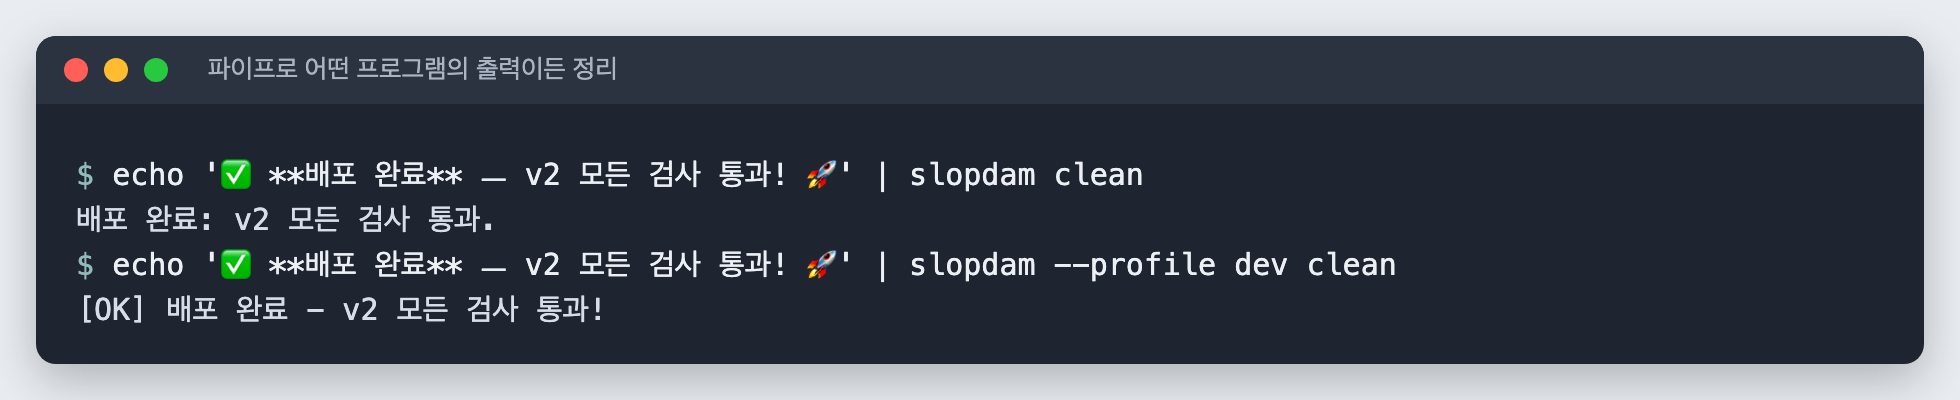 파이프로 어떤 프로그램의 출력이든 정리
$ echo '✅ **배포 완료** — v2 모든 검사 통과! 🚀' | slopdam clean
배포 완료: v2 모든 검사 통과.
$ echo '✅ **배포 완료** — v2 모든 검사 통과! 🚀' | slopdam --profile dev clean
[OK] 배포 완료 - v2 모든 검사 통과!